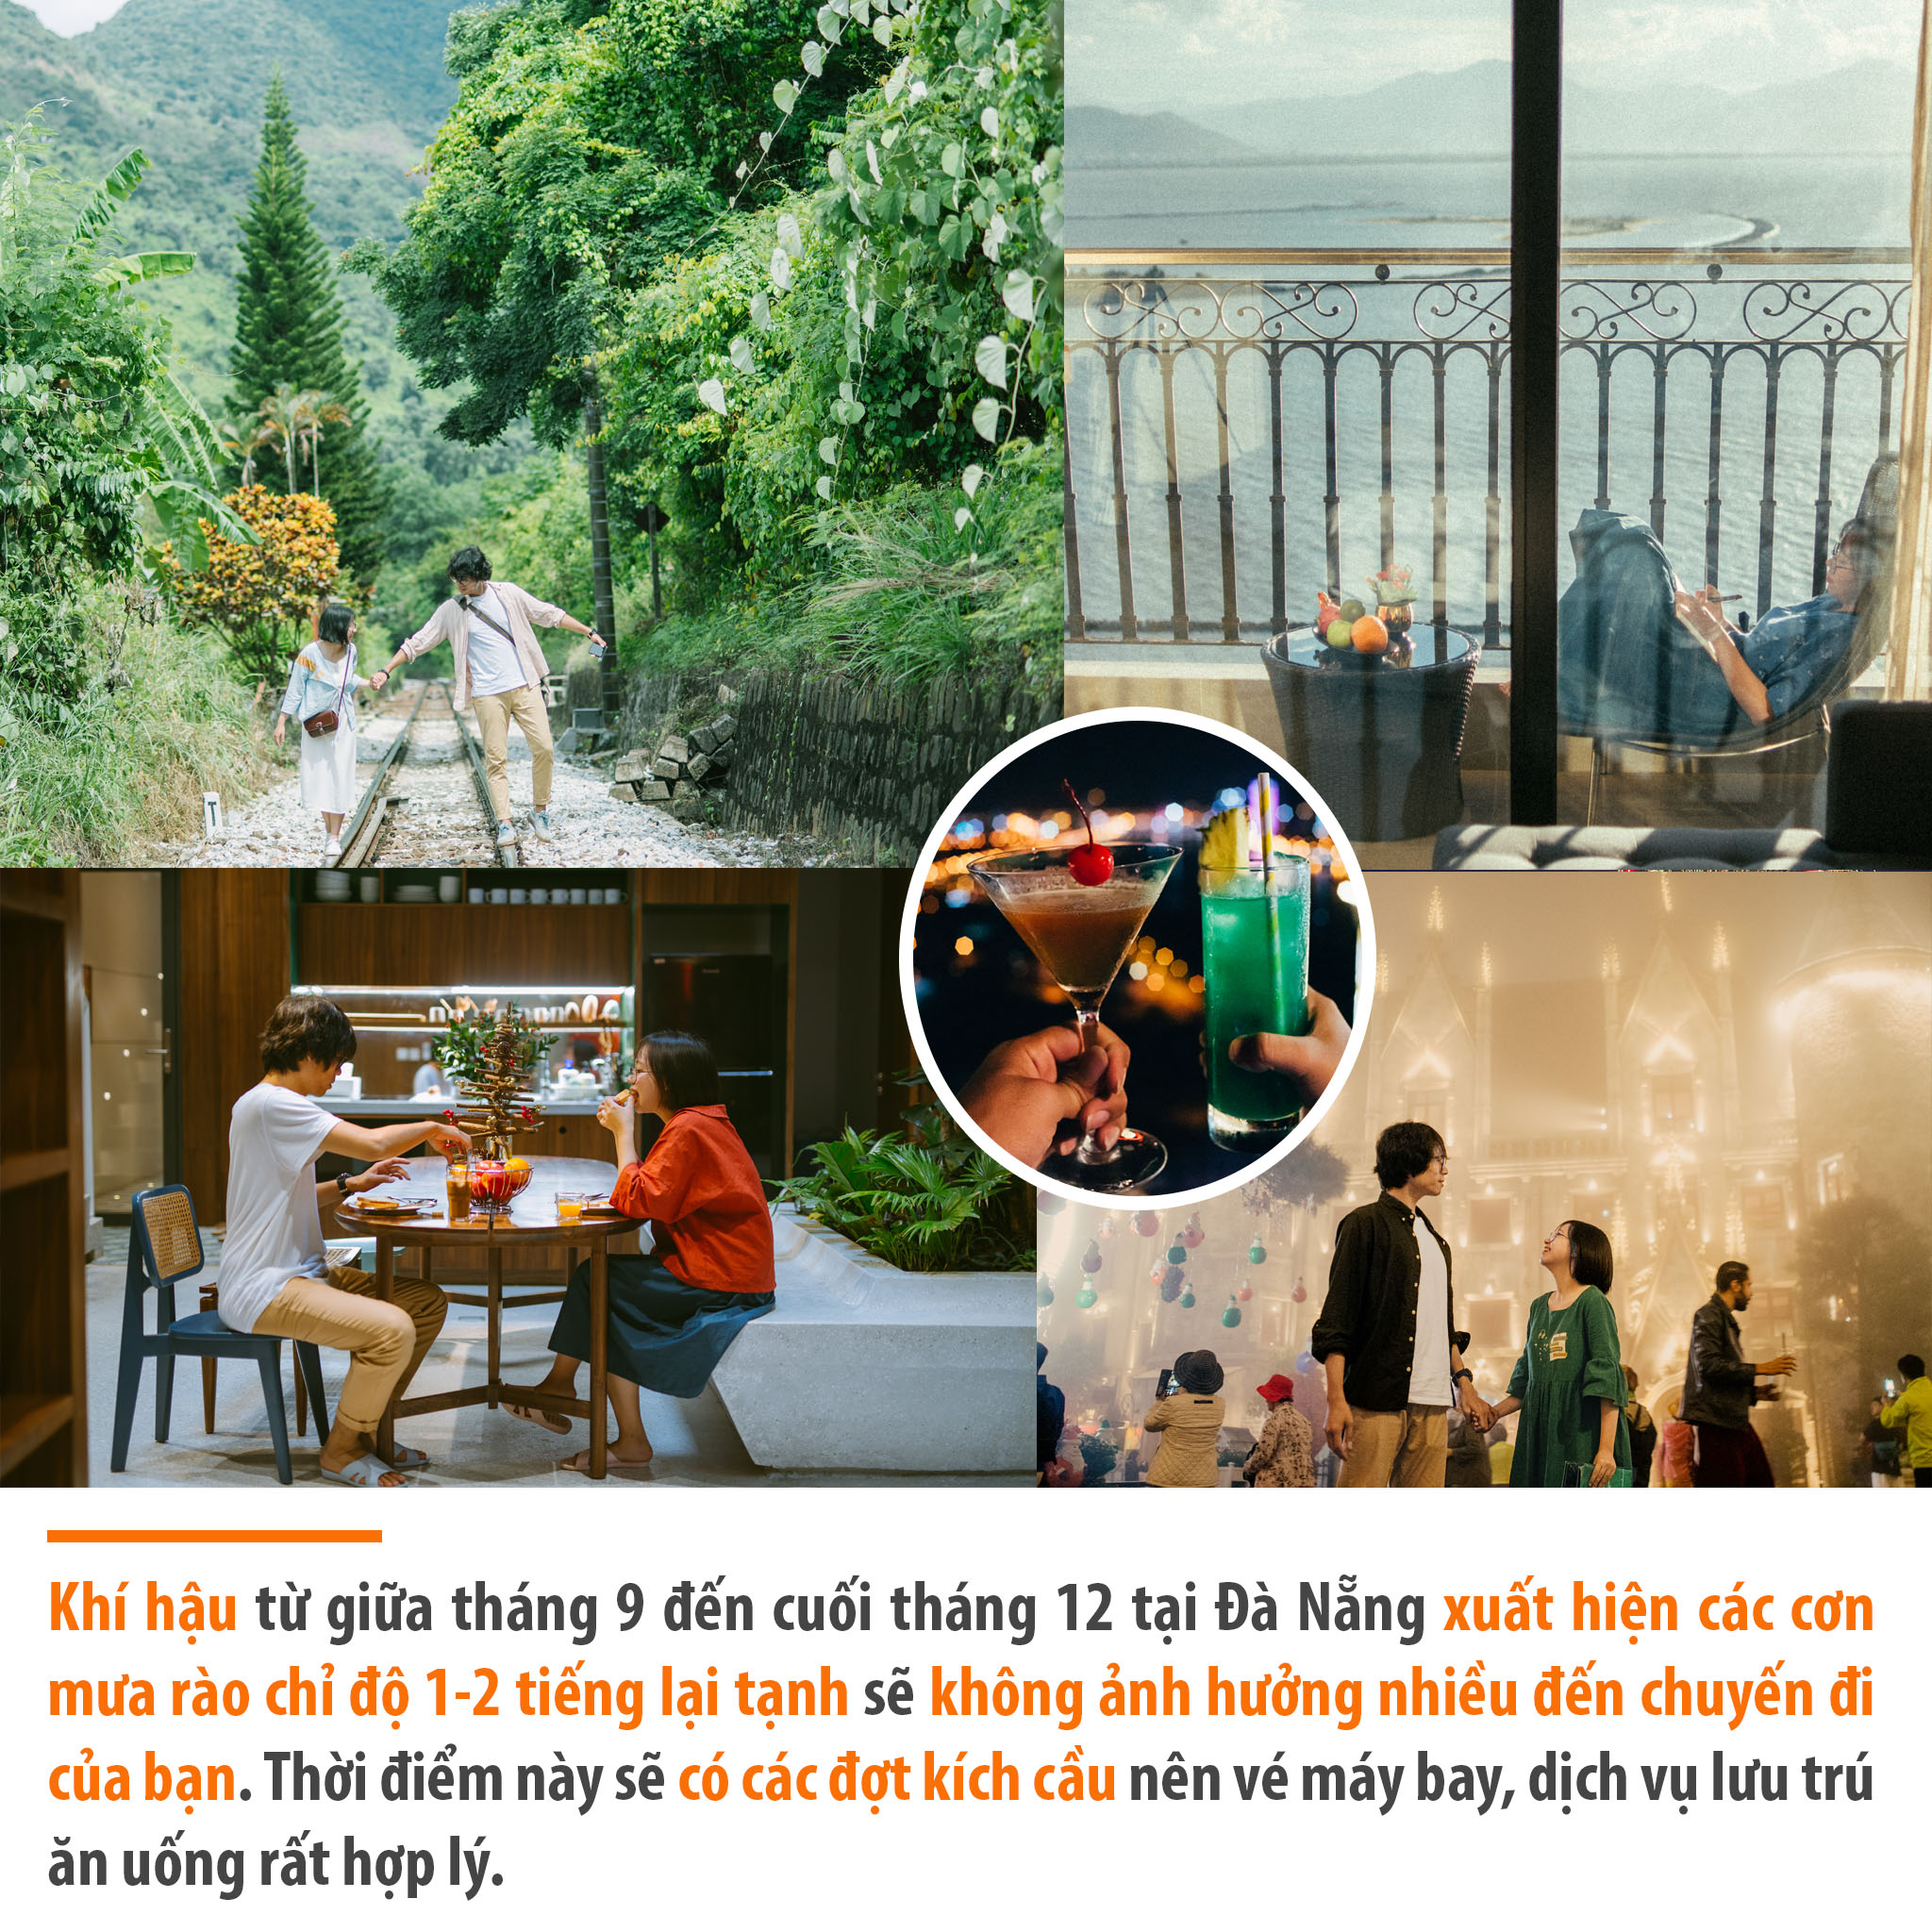 Khí hậu từ giữa tháng 9 đến cuối tháng 12 tại Đà Nẵng xuất hiện các cơn
mưa rào chỉ độ 1-2 tiếng lại tạnh sẽ không ảnh hưởng nhiều đến chuyến đi
của bạn. Thời điểm này sẽ có các đợt kích cầu nên vé máy bay, dịch vụ lưu trú
ăn uống rất hợp lý.